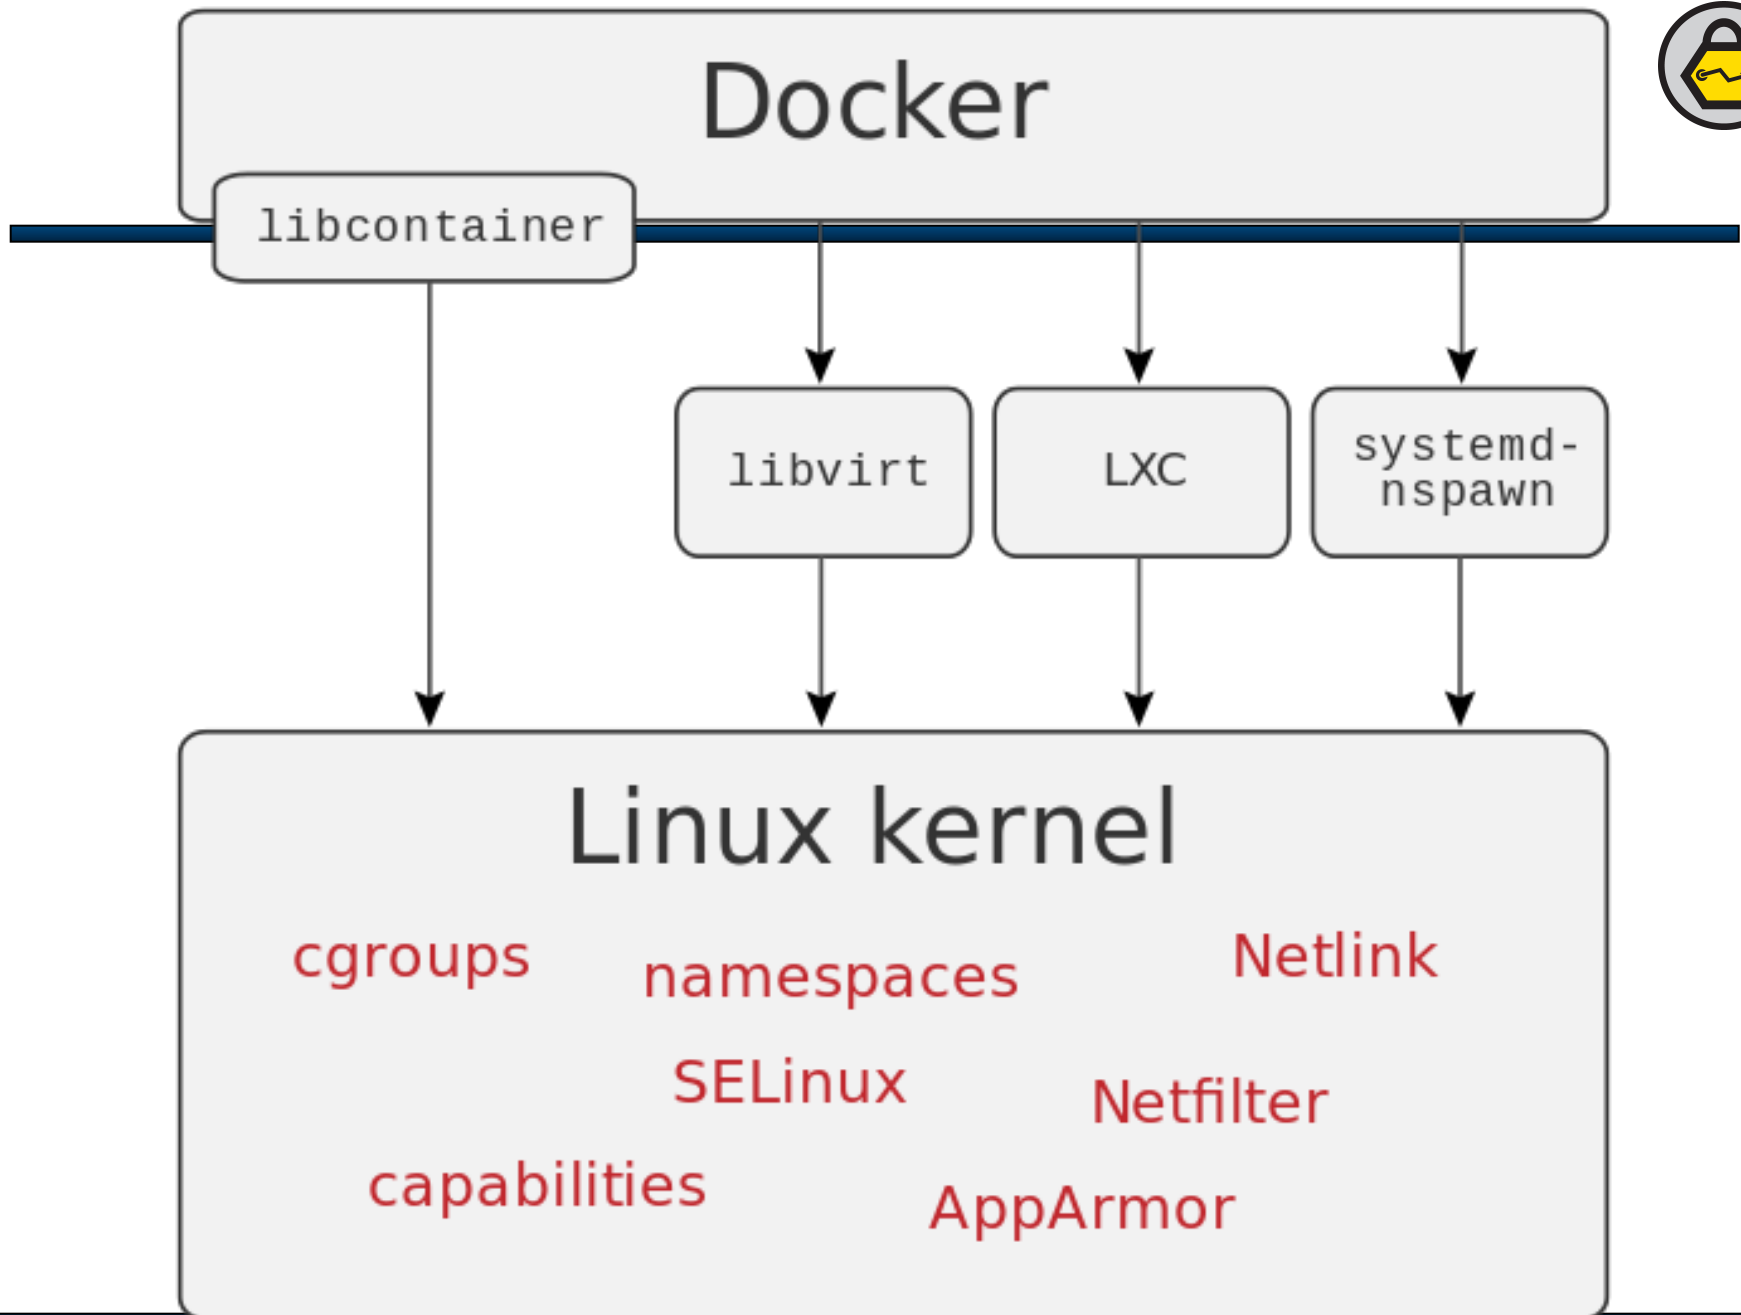 Docker
libcontainer
libvirt
LXC
systemd-
nspawn
Linux kernel
cgroups
namespaces
Netlink
SELinux
Netfilter
capabilities
AppArmor